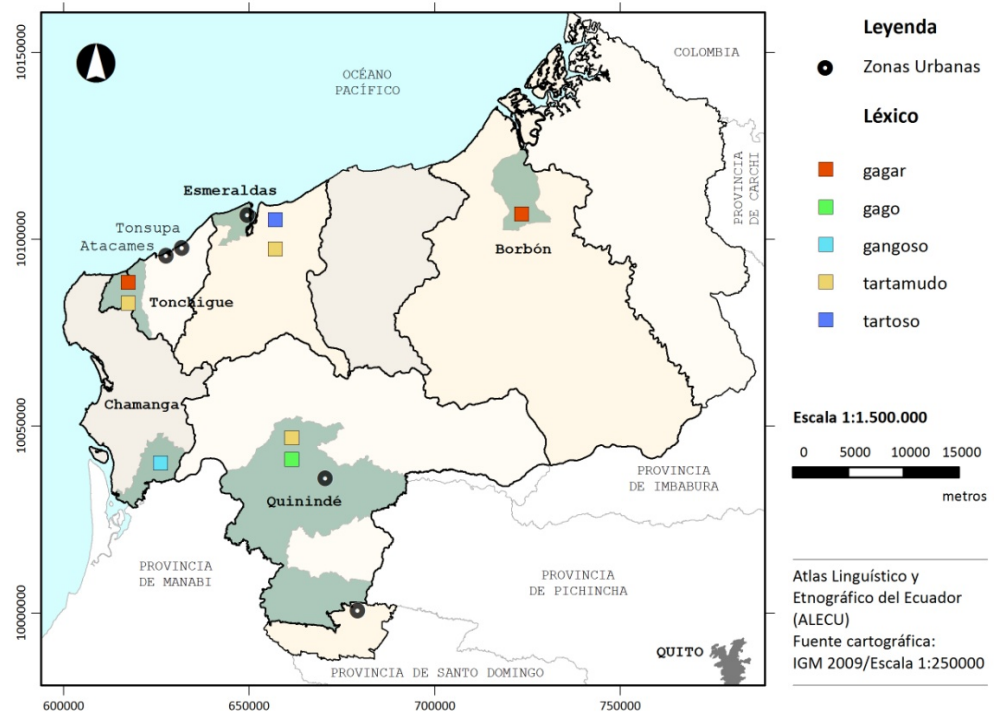 Leyenda
Zonas Urbanas
Léxico
gagar
gago
gangoso
tartamudo
tartoso
Escala 1:1.500.000
0 5000 10000 15000
metros
Atlas Linguístico y
Etnográfico del Ecuador
(ALECU)
Fuente cartográfica:
IGM 2009/Escala 1:250000
COLOMBIA
OCÉANO
PACÍFICO
PROVINCIA
DE CARCHI
Esmeraldas
Tonsupa
Atacames
Borbón
Tonchigue
Chamanga
PROVINCIA
DE IMBABURA
Quinindé
PROVINCIA
DE MANABI
PROVINCIA
DE PICHINCHA
QUITO
PROVINCIA DE SANTO DOMINGO
10150000
10100000
10050000
10000000
600000 650000 700000 750000